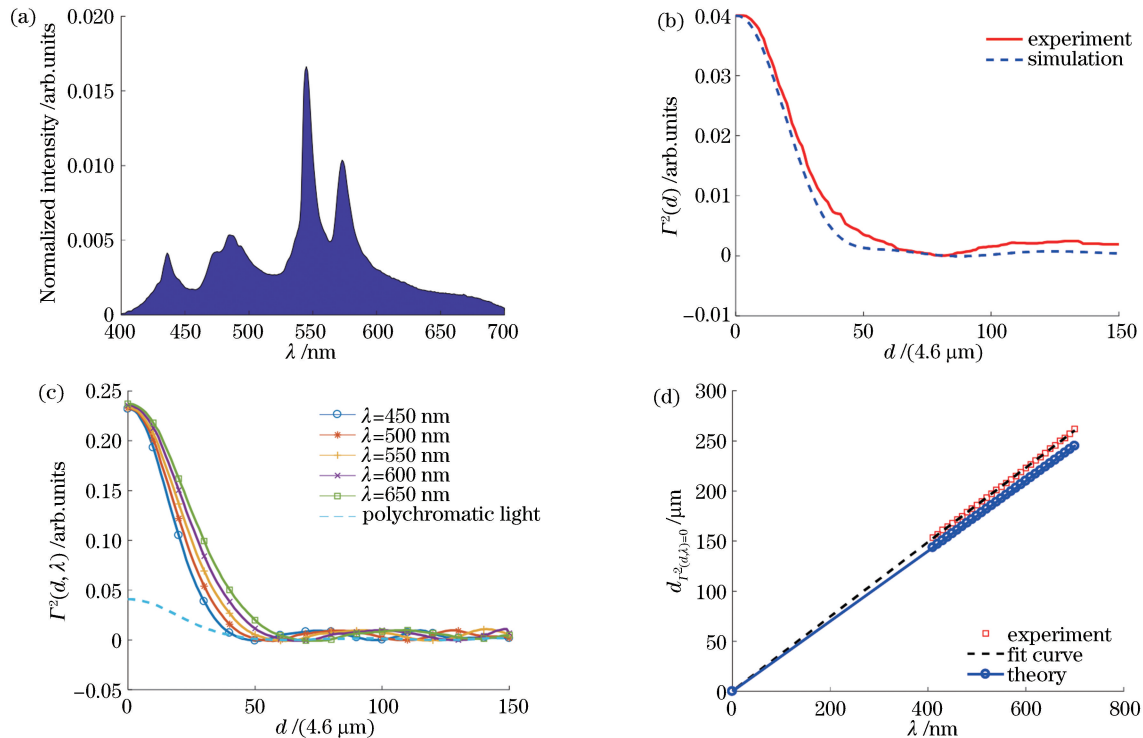 (a)
0.020
0.015
0.010
0.005
0
Normalized intensity /arb.units
400 450 500 550 600 650 700
λ /nm
(b)
0.04
0.03
0.04
0.02
0.01
0
−0.01
Γ²(d) /arb.units
experiment
simulation
0 50 100 150
d /(4.6 μm)
(c)
0.25
0.20
0.15
0.10
0.05
0
−0.05
Γ²(d, λ) /arb.units
λ=450 nm
λ=500 nm
λ=550 nm
λ=600 nm
λ=650 nm
polychromatic light
0 50 100 150
d /(4.6 μm)
(d)
300
250
200
150
100
50
0
d_Γ²(d,λ)=0 /μm
experiment
fit curve
theory
0 200 400 600 800
λ /nm